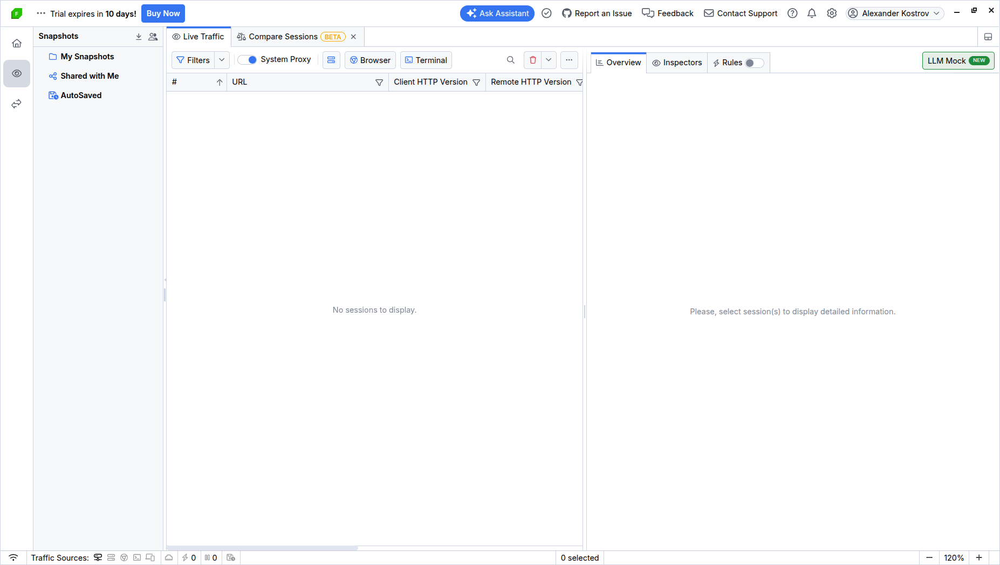 F
Trial expires in 10 days!
Buy Now
Ask Assistant
Report an Issue
Feedback
Contact Support
Alexander Kostrov
Snapshots
My Snapshots
Shared with Me
AutoSaved
Live Traffic
Compare Sessions BETA
Filters
System Proxy
Browser
Terminal
# URL Client HTTP Version Remote HTTP Version
No sessions to display.
Overview
Inspectors
Rules
LLM Mock NEW
Please, select session(s) to display detailed information.
Traffic Sources:
0
0
0 selected
120%